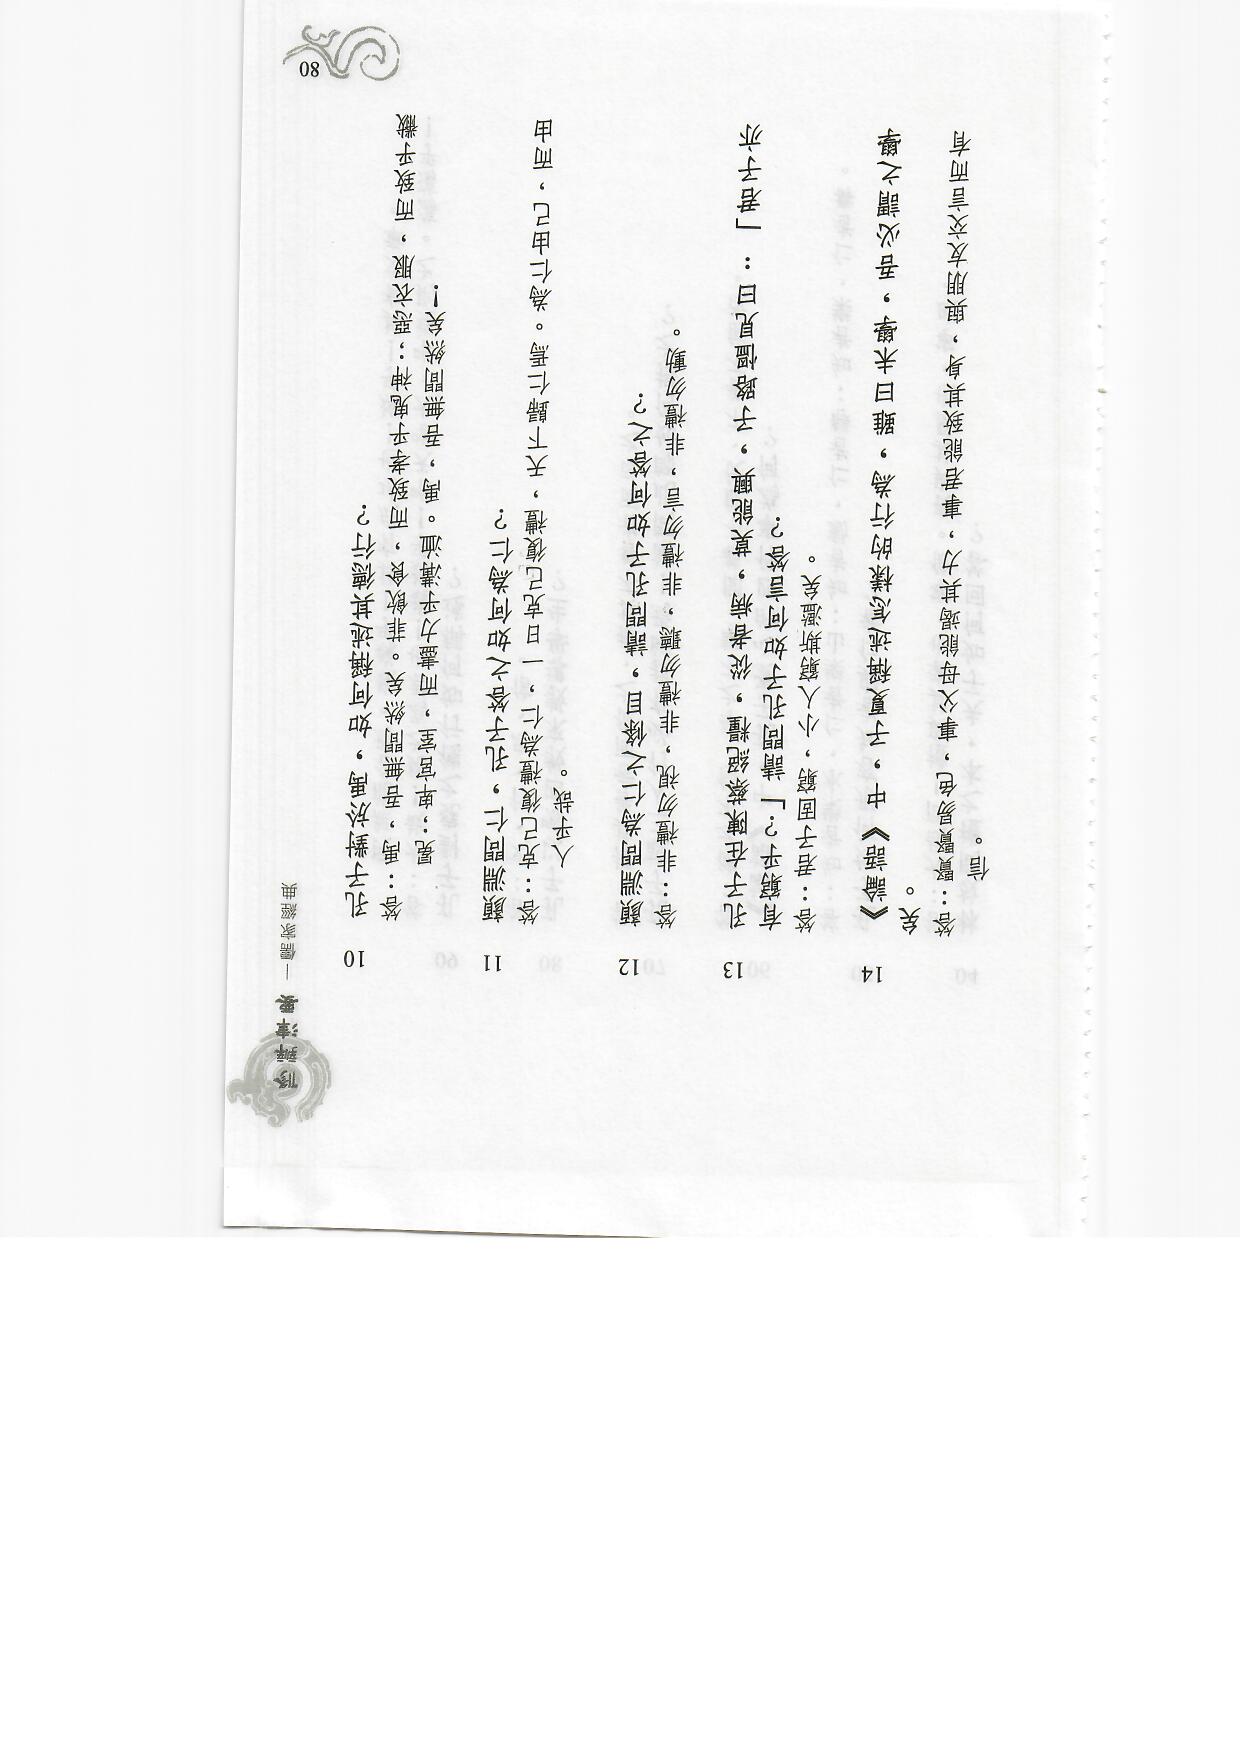 修辦津要－儒家經典
10 孔子對於禹，如何稱述其德行？
答：禹，吾無間然矣。菲飲食，而致孝乎鬼神；惡衣服，而致乎黻
冕；卑宮室，而盡力乎溝洫。禹，吾無間然矣！
11 顏淵問仁，孔子答之如何為仁？
答：克己復禮為仁，一日克己復禮，天下歸仁焉。為仁由己，而由
人乎哉。
12 顏淵問為仁之條目，請問孔子如何答之？
答：非禮勿視，非禮勿聽，非禮勿言，非禮勿動。
13 孔子在陳蔡絕糧，從者病，莫能興，子路慍見曰：「君子亦
有窮乎？」請問孔子如何言答？
答：君子固窮，小人窮斯濫矣。
14 《論語》中，子夏稱述怎樣的行為，雖曰未學，吾必謂之學
矣。
答：賢賢易色，事父母能竭其力，事君能致其身，與朋友交言而有
信。
80